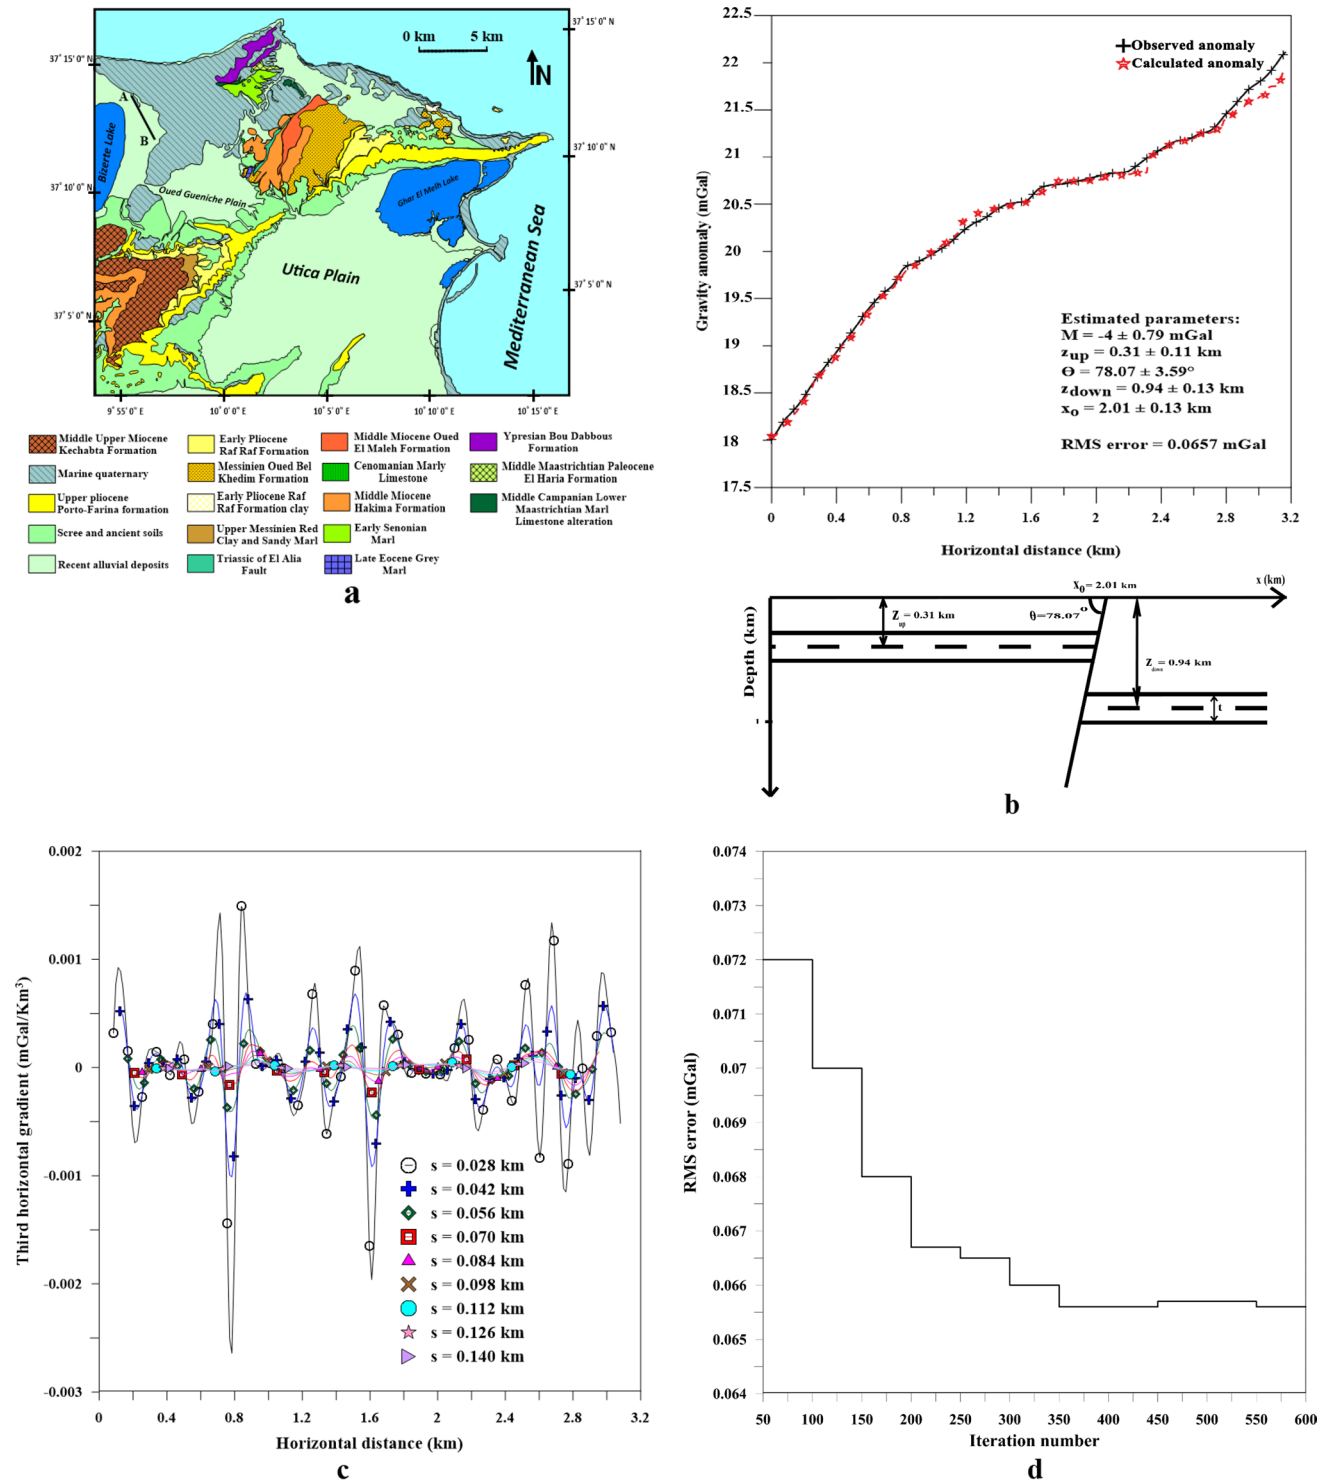 37° 15' 0" N
37° 10' 0" N
37° 5' 0" N
37° 15' 0" N
37° 10' 0" N
37° 5' 0" N
0 km 5 km
N
A
B
Bizerte Lake
Oued Gueniche Plain
Ghar El Melh Lake
Utica Plain
Mediterranean Sea
9° 55' 0" E 10° 0' 0" E 10° 5' 0" E 10° 10' 0" E 10° 15' 0" E
Middle Upper Miocene
Kechabta Formation
Marine quaternary
Upper pliocene
Porto-Farina formation
Scree and ancient soils
Recent alluvial deposits
Early Pliocene
Raf Raf Formation
Messinien Oued Bel
Khedim Formation
Early Pliocene Raf
Raf Formation clay
Upper Messinien Red
Clay and Sandy Marl
Triassic of El Alia
Fault
Middle Miocene Oued
El Maleh Formation
Cenomanian Marly
Limestone
Middle Miocene
Hakima Formation
Early Senonian
Marl
Late Eocene Grey
Marl
Ypresian Bou Dabbous
Formation
Middle Maastrichtian Paleocene
El Haria Formation
Middle Campanian Lower
Maastrichtian Marl
Limestone alteration
a
22.5
22
21.5
21
20.5
20
19.5
19
18.5
18
17.5
Gravity anomaly (mGal)
Observed anomaly
Calculated anomaly
Estimated parameters:
M = -4 ± 0.79 mGal
zup = 0.31 ± 0.11 km
Θ = 78.07 ± 3.59°
zdown = 0.94 ± 0.13 km
xo = 2.01 ± 0.13 km
RMS error = 0.0657 mGal
0 0.4 0.8 1.2 1.6 2 2.4 2.8 3.2
Horizontal distance (km)
X0 = 2.01 km
x (km)
Zup = 0.31 km
θ=78.07°
Zdown = 0.94 km
t
Depth (km)
1
b
0.002
0.001
0
-0.001
-0.002
-0.003
Third horizontal gradient (mGal/Km³)
s = 0.028 km
s = 0.042 km
s = 0.056 km
s = 0.070 km
s = 0.084 km
s = 0.098 km
s = 0.112 km
s = 0.126 km
s = 0.140 km
0 0.4 0.8 1.2 1.6 2 2.4 2.8 3.2
Horizontal distance (km)
c
0.074
0.073
0.072
0.071
0.07
0.069
0.068
0.067
0.066
0.065
0.064
RMS error (mGal)
50 100 150 200 250 300 350 400 450 500 550 600
Iteration number
d